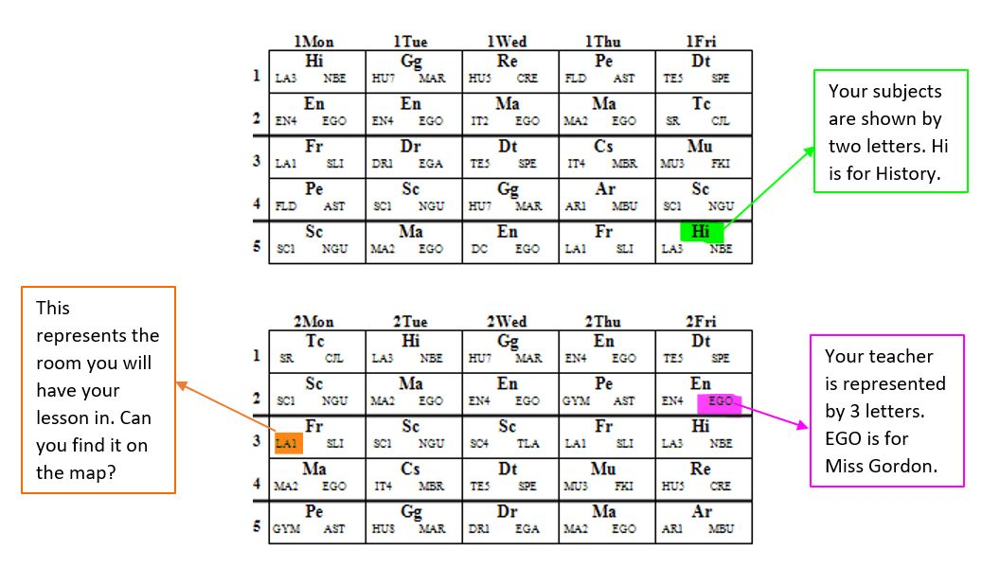 1Mon 1Tue 1Wed 1Thu 1Fri
1 Hi Gg Re Pe Dt
LA3 NBE HU7 MAR HU5 CRE FLD AST TE5 SPE
2 En En Ma Ma Tc
EN4 EGO EN4 EGO IT2 EGO MA2 EGO SR CJL
3 Fr Dr Dt Cs Mu
LA1 SLI DR1 EGA TE5 SPE IT4 MBR MU3 FKI
4 Pe Sc Gg Ar Sc
FLD AST SC1 NGU HU7 MAR AR1 MBU SC1 NGU
5 Sc Ma En Fr Hi
SC1 NGU MA2 EGO DC EGO LA1 SLI LA3 NBE
Your subjects
are shown by
two letters. Hi
is for History.
This
represents the
room you will
have your
lesson in. Can
you find it on
the map?
2Mon 2Tue 2Wed 2Thu 2Fri
1 Tc Hi Gg En Dt
SR CJL LA3 NBE HU7 MAR EN4 EGO TE5 SPE
2 Sc Ma En Pe En
SC1 NGU MA2 EGO EN4 EGO GYM AST EN4 EGO
3 Fr Sc Sc Fr Hi
LA1 SLI SC1 NGU SC4 TLA LA1 SLI LA3 NBE
4 Ma Cs Dt Mu Re
MA2 EGO IT4 MBR TE5 SPE MU3 FKI HU5 CRE
5 Pe Gg Dr Ma Ar
GYM AST HU8 MAR DR1 EGA MA2 EGO AR1 MBU
Your teacher
is represented
by 3 letters.
EGO is for
Miss Gordon.